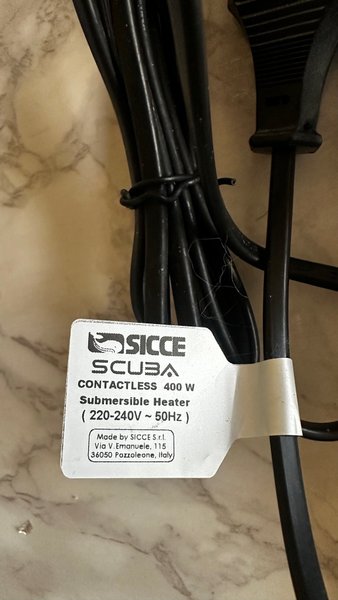 SICCE
SCUBA
CONTACTLESS 400 W
Submersible Heater
( 220-240V ~ 50Hz )
Made by SICCE S.r.l.
Via V.Emanuele, 115
36050 Pozzoleone, Italy